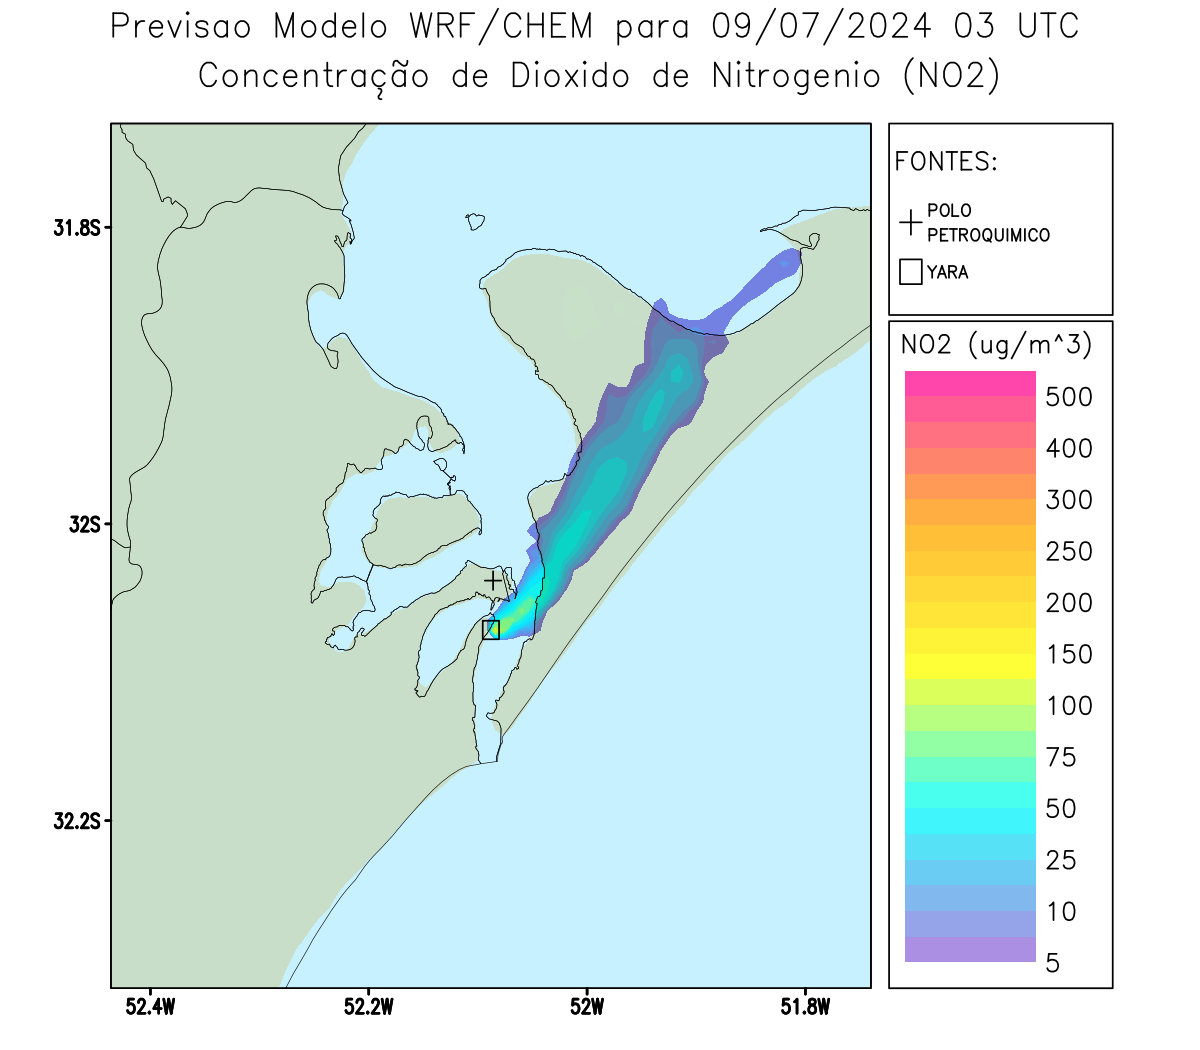 Previsao Modelo WRF/CHEM para 09/07/2024 03 UTC
Concentração de Dioxido de Nitrogenio (NO2)
FONTES:
POLO
PETROQUIMICO
YARA
NO2 (ug/m^3)
500
400
300
250
200
150
100
75
50
25
10
5
31.8S
32S
32.2S
52.4W
52.2W
52W
51.8W